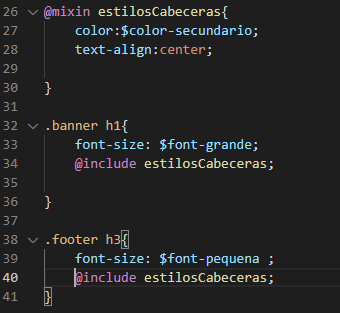 26 @mixin estilosCabeceras{
27 color:$color-secundario;
28 text-align:center;
29
30 }
31
32 .banner h1{
33 font-size: $font-grande;
34 @include estilosCabeceras;
35
36 }
37
38 .footer h3{
39 font-size: $font-pequena ;
40 @include estilosCabeceras;
41 }